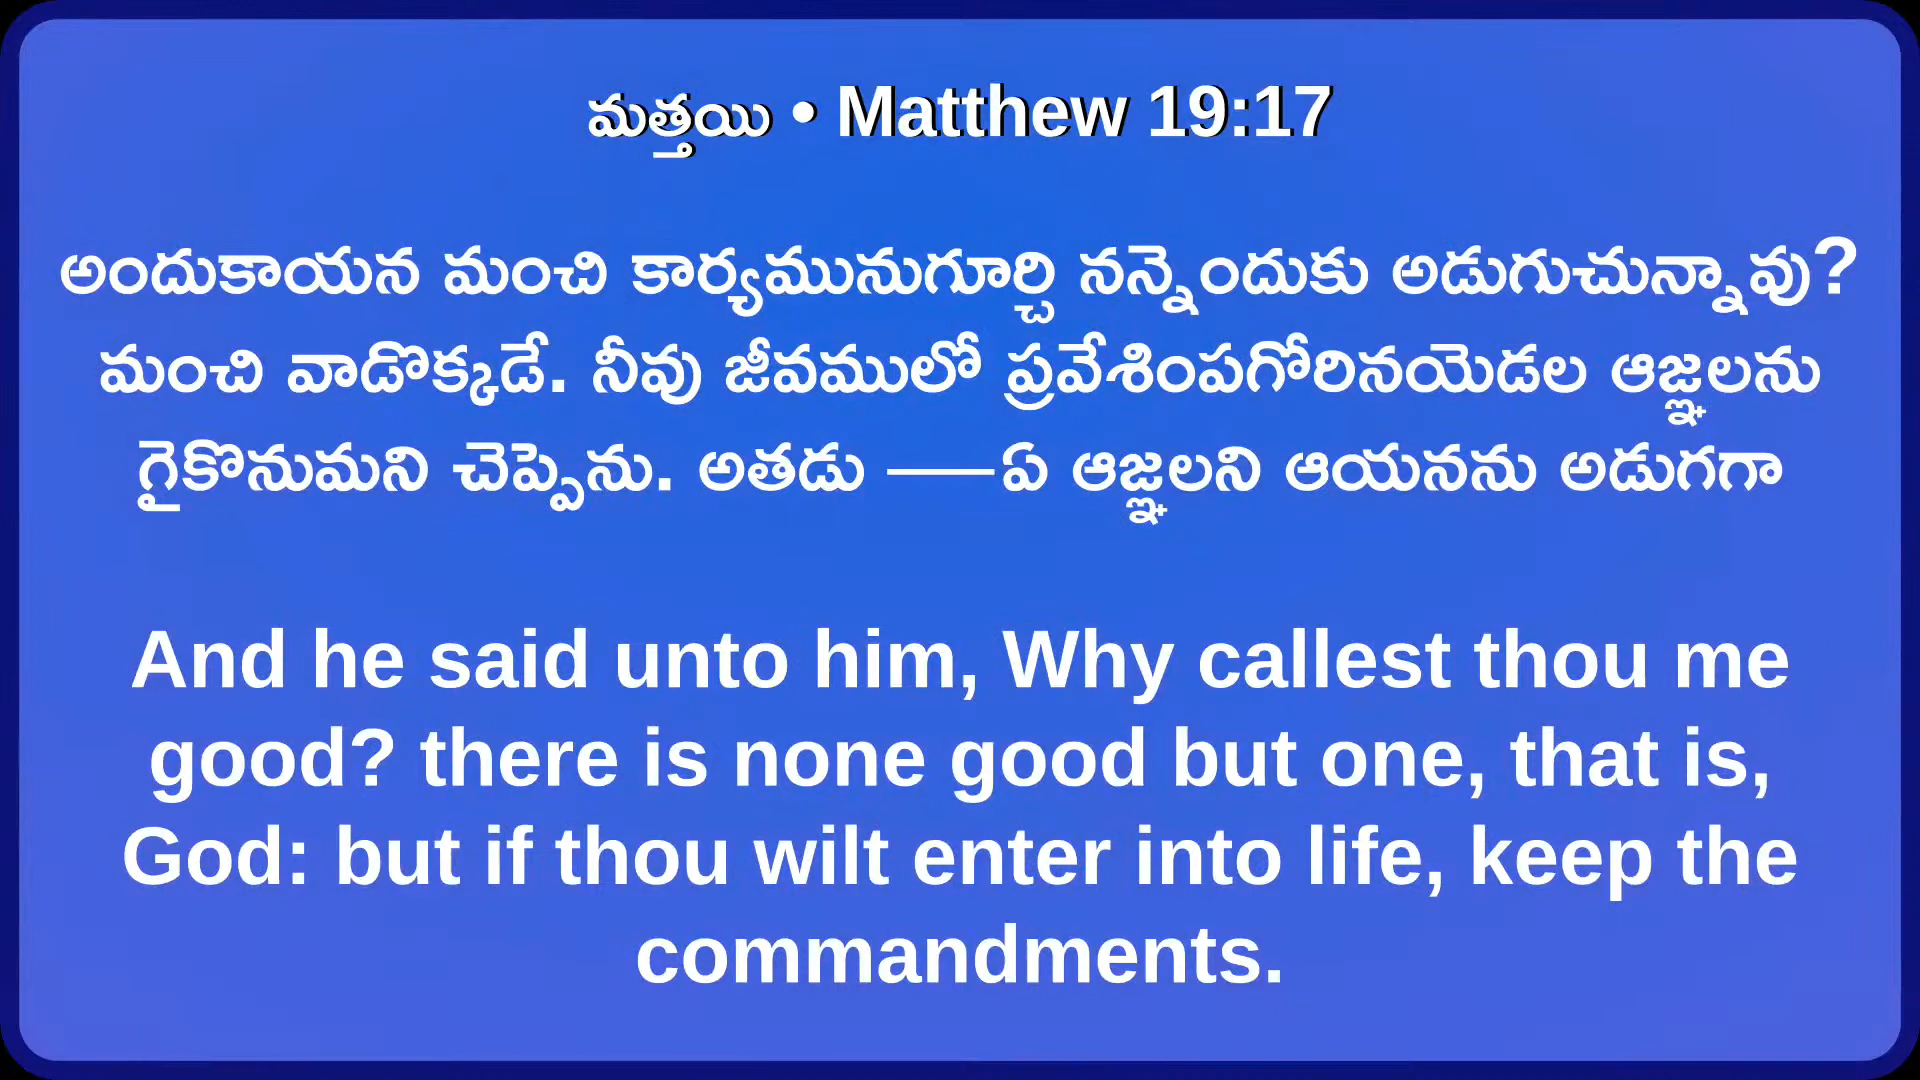 మత్తయి • Matthew 19:17
అందుకాయన మంచి కార్యమునుగూర్చి నన్నెందుకు అడుగుచున్నావు?
మంచి వాడొక్కడే. నీవు జీవములో ప్రవేశింపగోరినయెడల ఆజ్ఞలను
గైకొనుమని చెప్పెను. అతడు ––ఏ ఆజ్ఞలని ఆయనను అడుగగా
And he said unto him, Why callest thou me
good? there is none good but one, that is,
God: but if thou wilt enter into life, keep the
commandments.